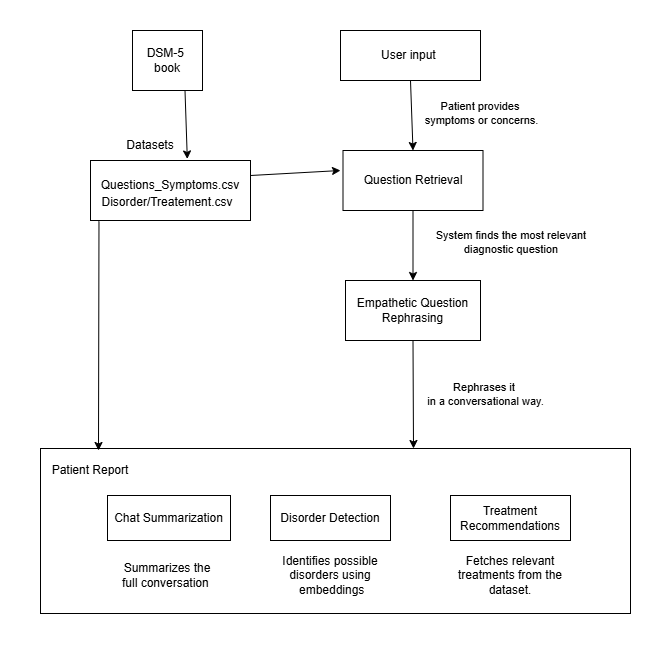 DSM-5
book
User input
Patient provides
symptoms or concerns.
Datasets
Questions_Symptoms.csv
Disorder/Treatement.csv
Question Retrieval
System finds the most relevant
diagnostic question
Empathetic Question
Rephrasing
Rephrases it
in a conversational way.
Patient Report
Chat Summarization
Summarizes the
full conversation
Disorder Detection
Identifies possible
disorders using
embeddings
Treatment
Recommendations
Fetches relevant
treatments from the
dataset.